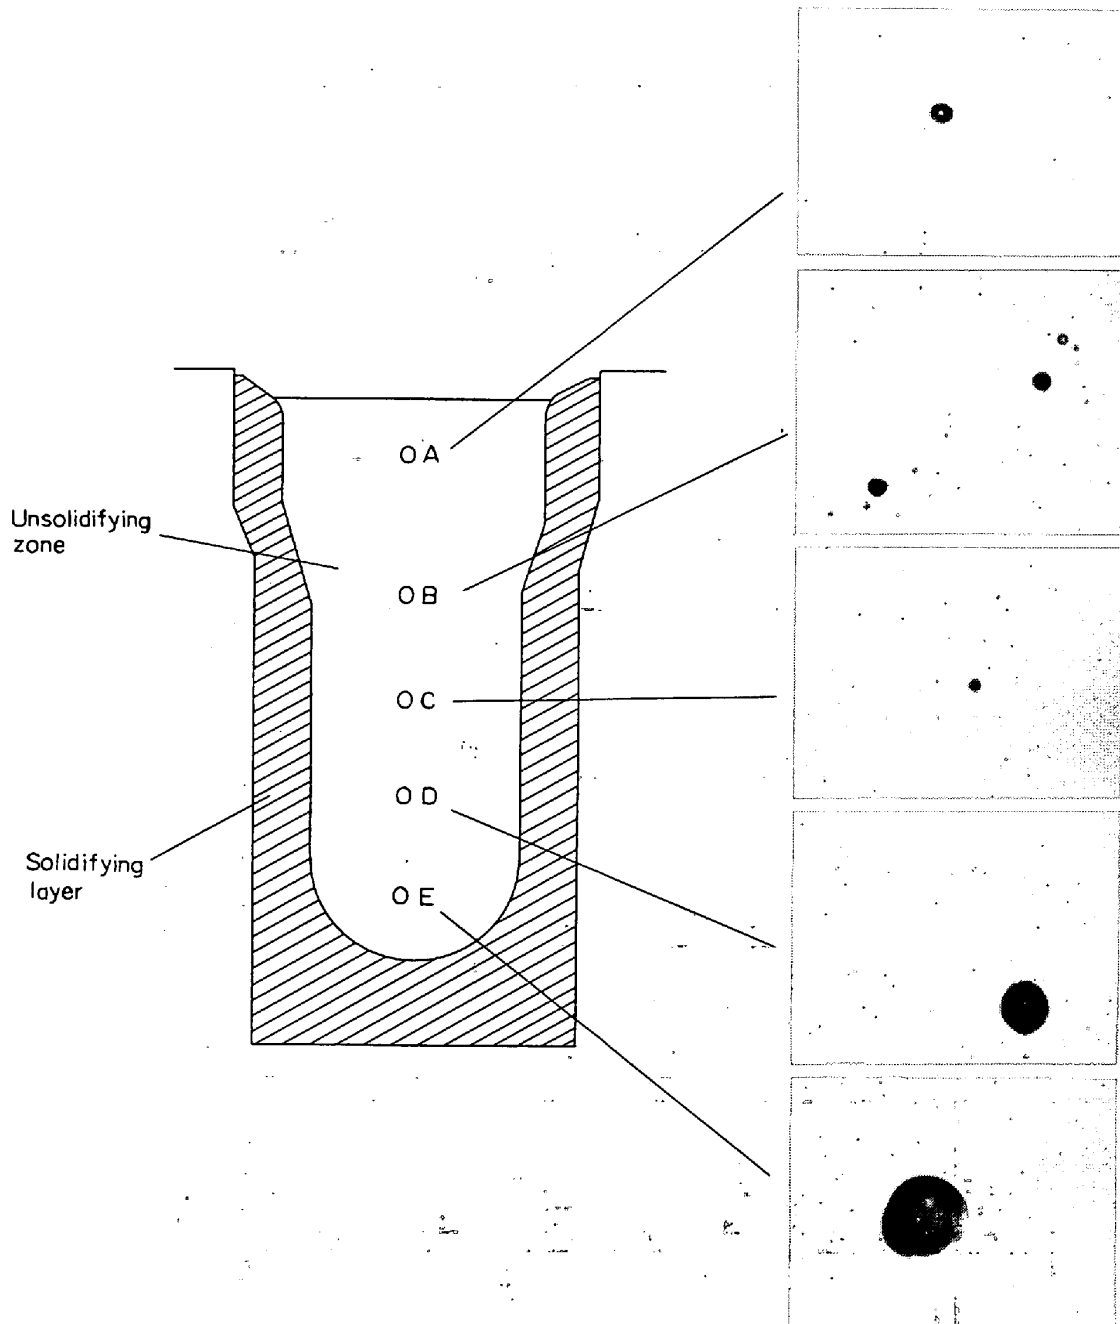 O A
Unsolidifying
zone
O B
O C
O D
Solidifying
layer
O E